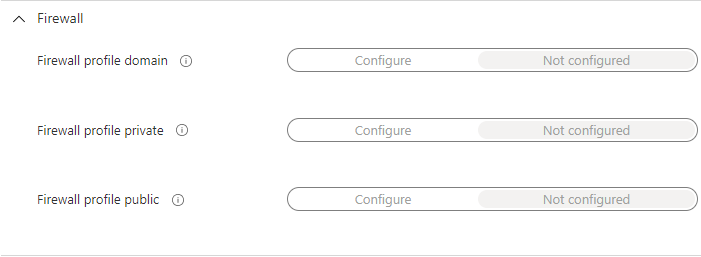 Firewall
Firewall profile domain Configure Not configured
Firewall profile private Configure Not configured
Firewall profile public Configure Not configured